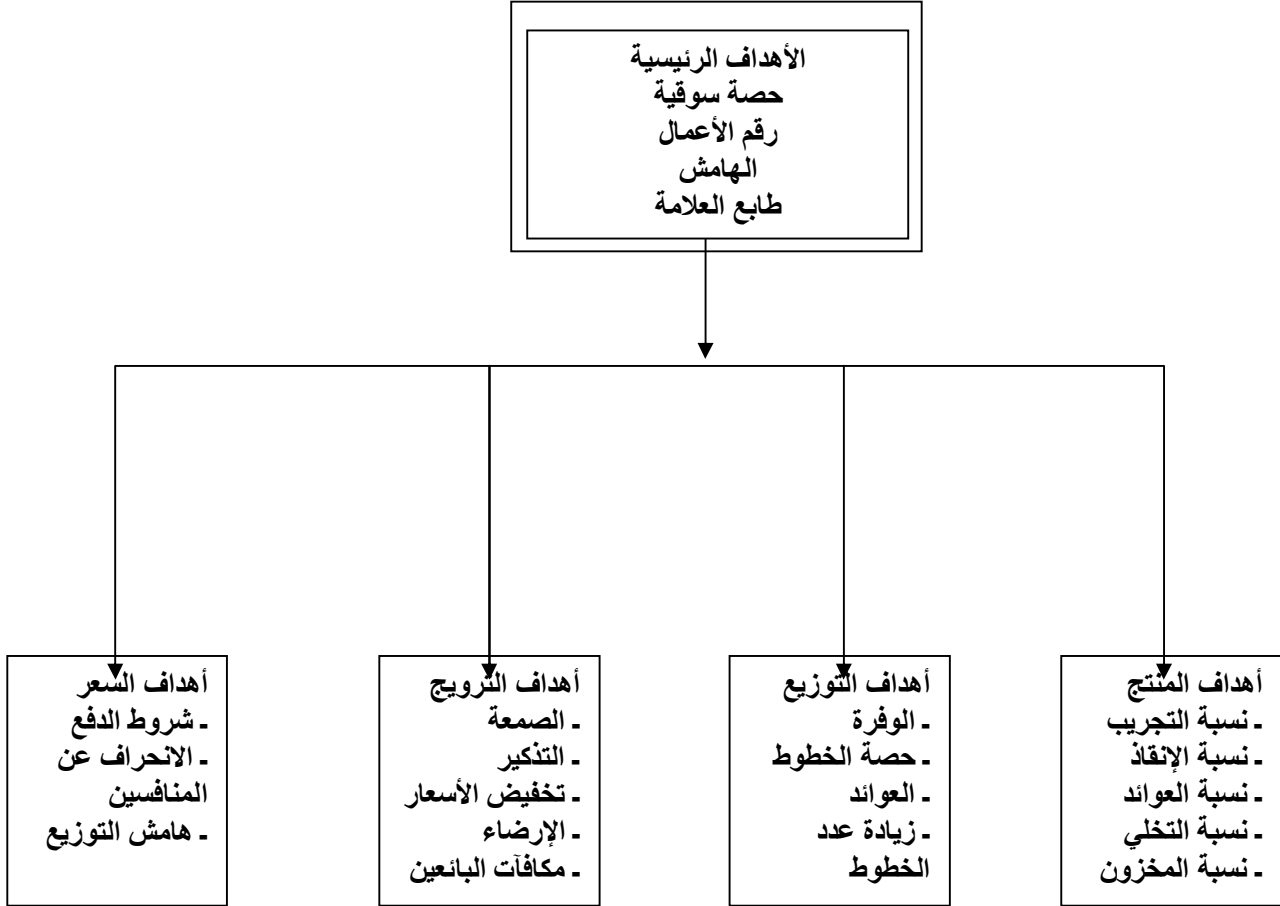 الأهداف الرئيسية
حصة سوقية
رقم الأعمال
الهامش
طابع العلامة
أهداف المنتج
ـ نسبة التجريب
ـ نسبة الإنقاذ
ـ نسبة العوائد
ـ نسبة التخلي
ـ نسبة المخزون
أهداف التوزيع
ـ الوفرة
ـ حصة الخطوط
ـ العوائد
ـ زيادة عدد
الخطوط
أهداف الترويج
ـ الصمعة
ـ التذكير
ـ تخفيض الأسعار
ـ الإرضاء
ـ مكافآت البائعين
أهداف السعر
ـ شروط الدفع
ـ الانحراف عن
المنافسين
ـ هامش التوزيع